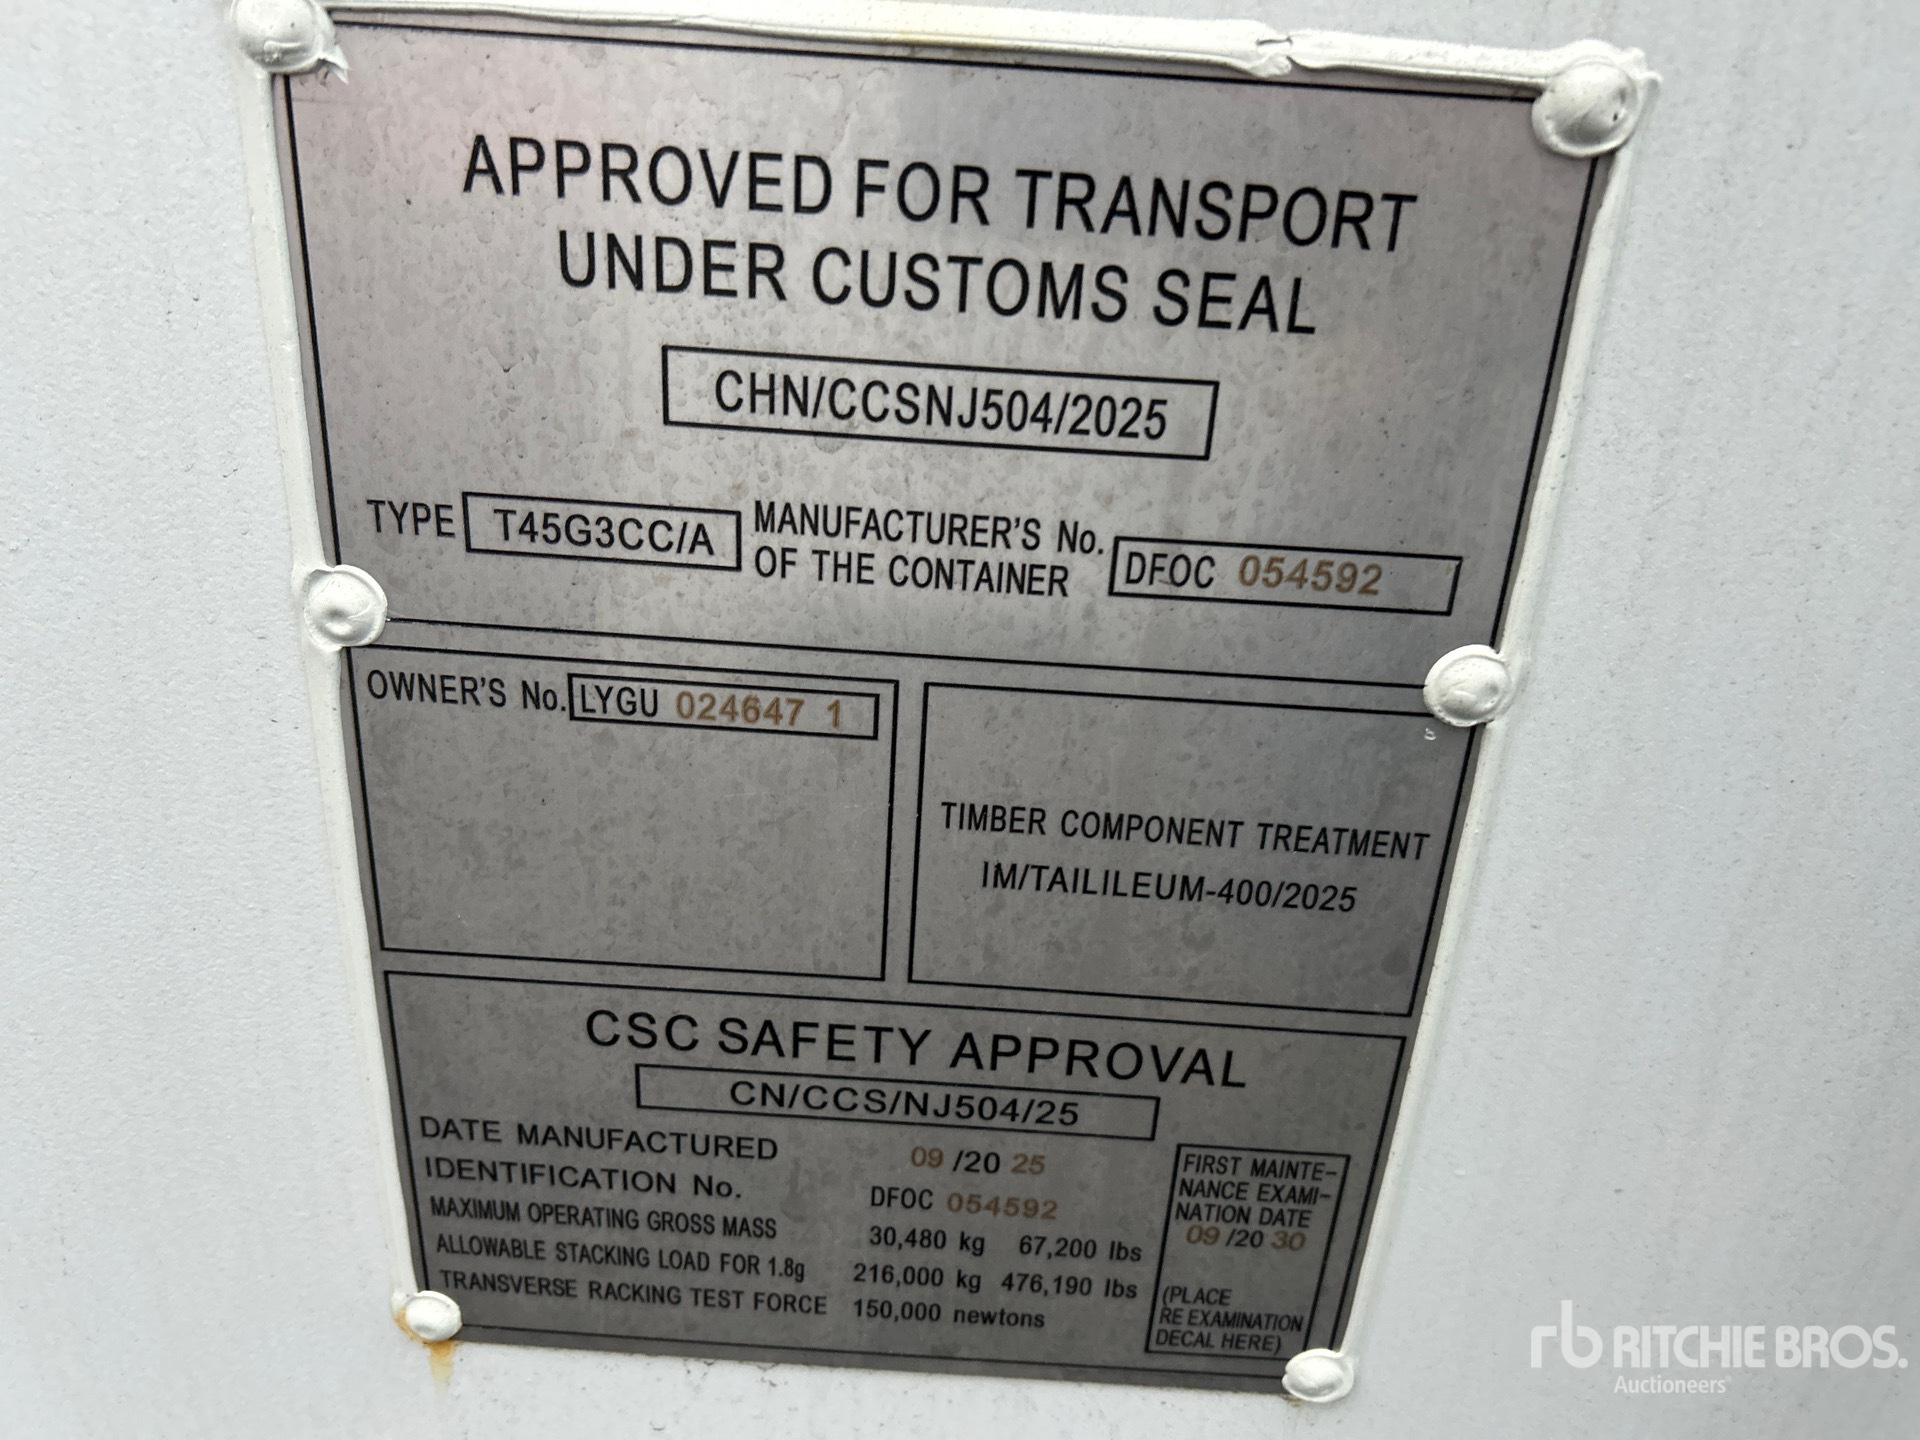 APPROVED FOR TRANSPORT
UNDER CUSTOMS SEAL
CHN/CCSNJ504/2025
TYPE T45G3CC/A MANUFACTURER'S No.
OF THE CONTAINER DFOC 054592
OWNER'S No. LYGU 024647 1
TIMBER COMPONENT TREATMENT
IM/TAILILEUM-400/2025
CSC SAFETY APPROVAL
CN/CCS/NJ504/25
DATE MANUFACTURED 09 /20 25
IDENTIFICATION No. DFOC 054592
MAXIMUM OPERATING GROSS MASS 30,480 kg 67,200 lbs
ALLOWABLE STACKING LOAD FOR 1.8g 216,000 kg 476,190 lbs
TRANSVERSE RACKING TEST FORCE 150,000 newtons
FIRST MAINTE-
NANCE EXAMI-
NATION DATE
09 /20 30
(PLACE
RE EXAMINATION
DECAL HERE)
rb RITCHIE BROS.
Auctioneers